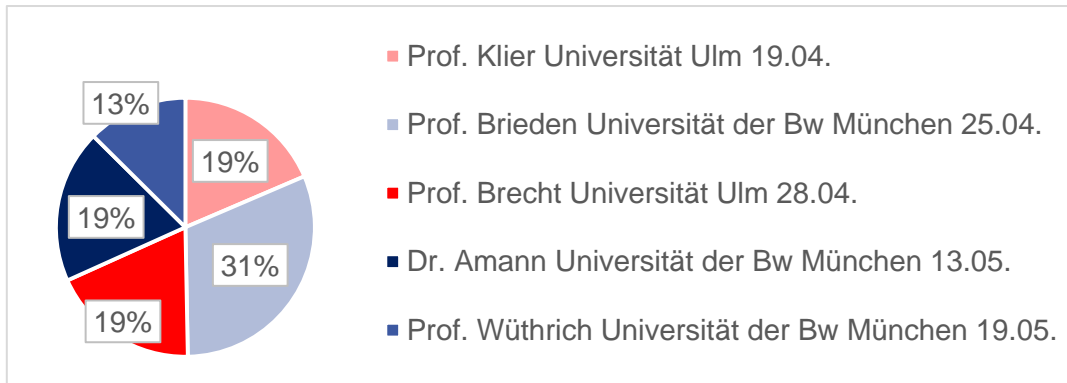 13%
19%
19%
31%
19%
Prof. Klier Universität Ulm 19.04.
Prof. Brieden Universität der Bw München 25.04.
Prof. Brecht Universität Ulm 28.04.
Dr. Amann Universität der Bw München 13.05.
Prof. Wüthrich Universität der Bw München 19.05.